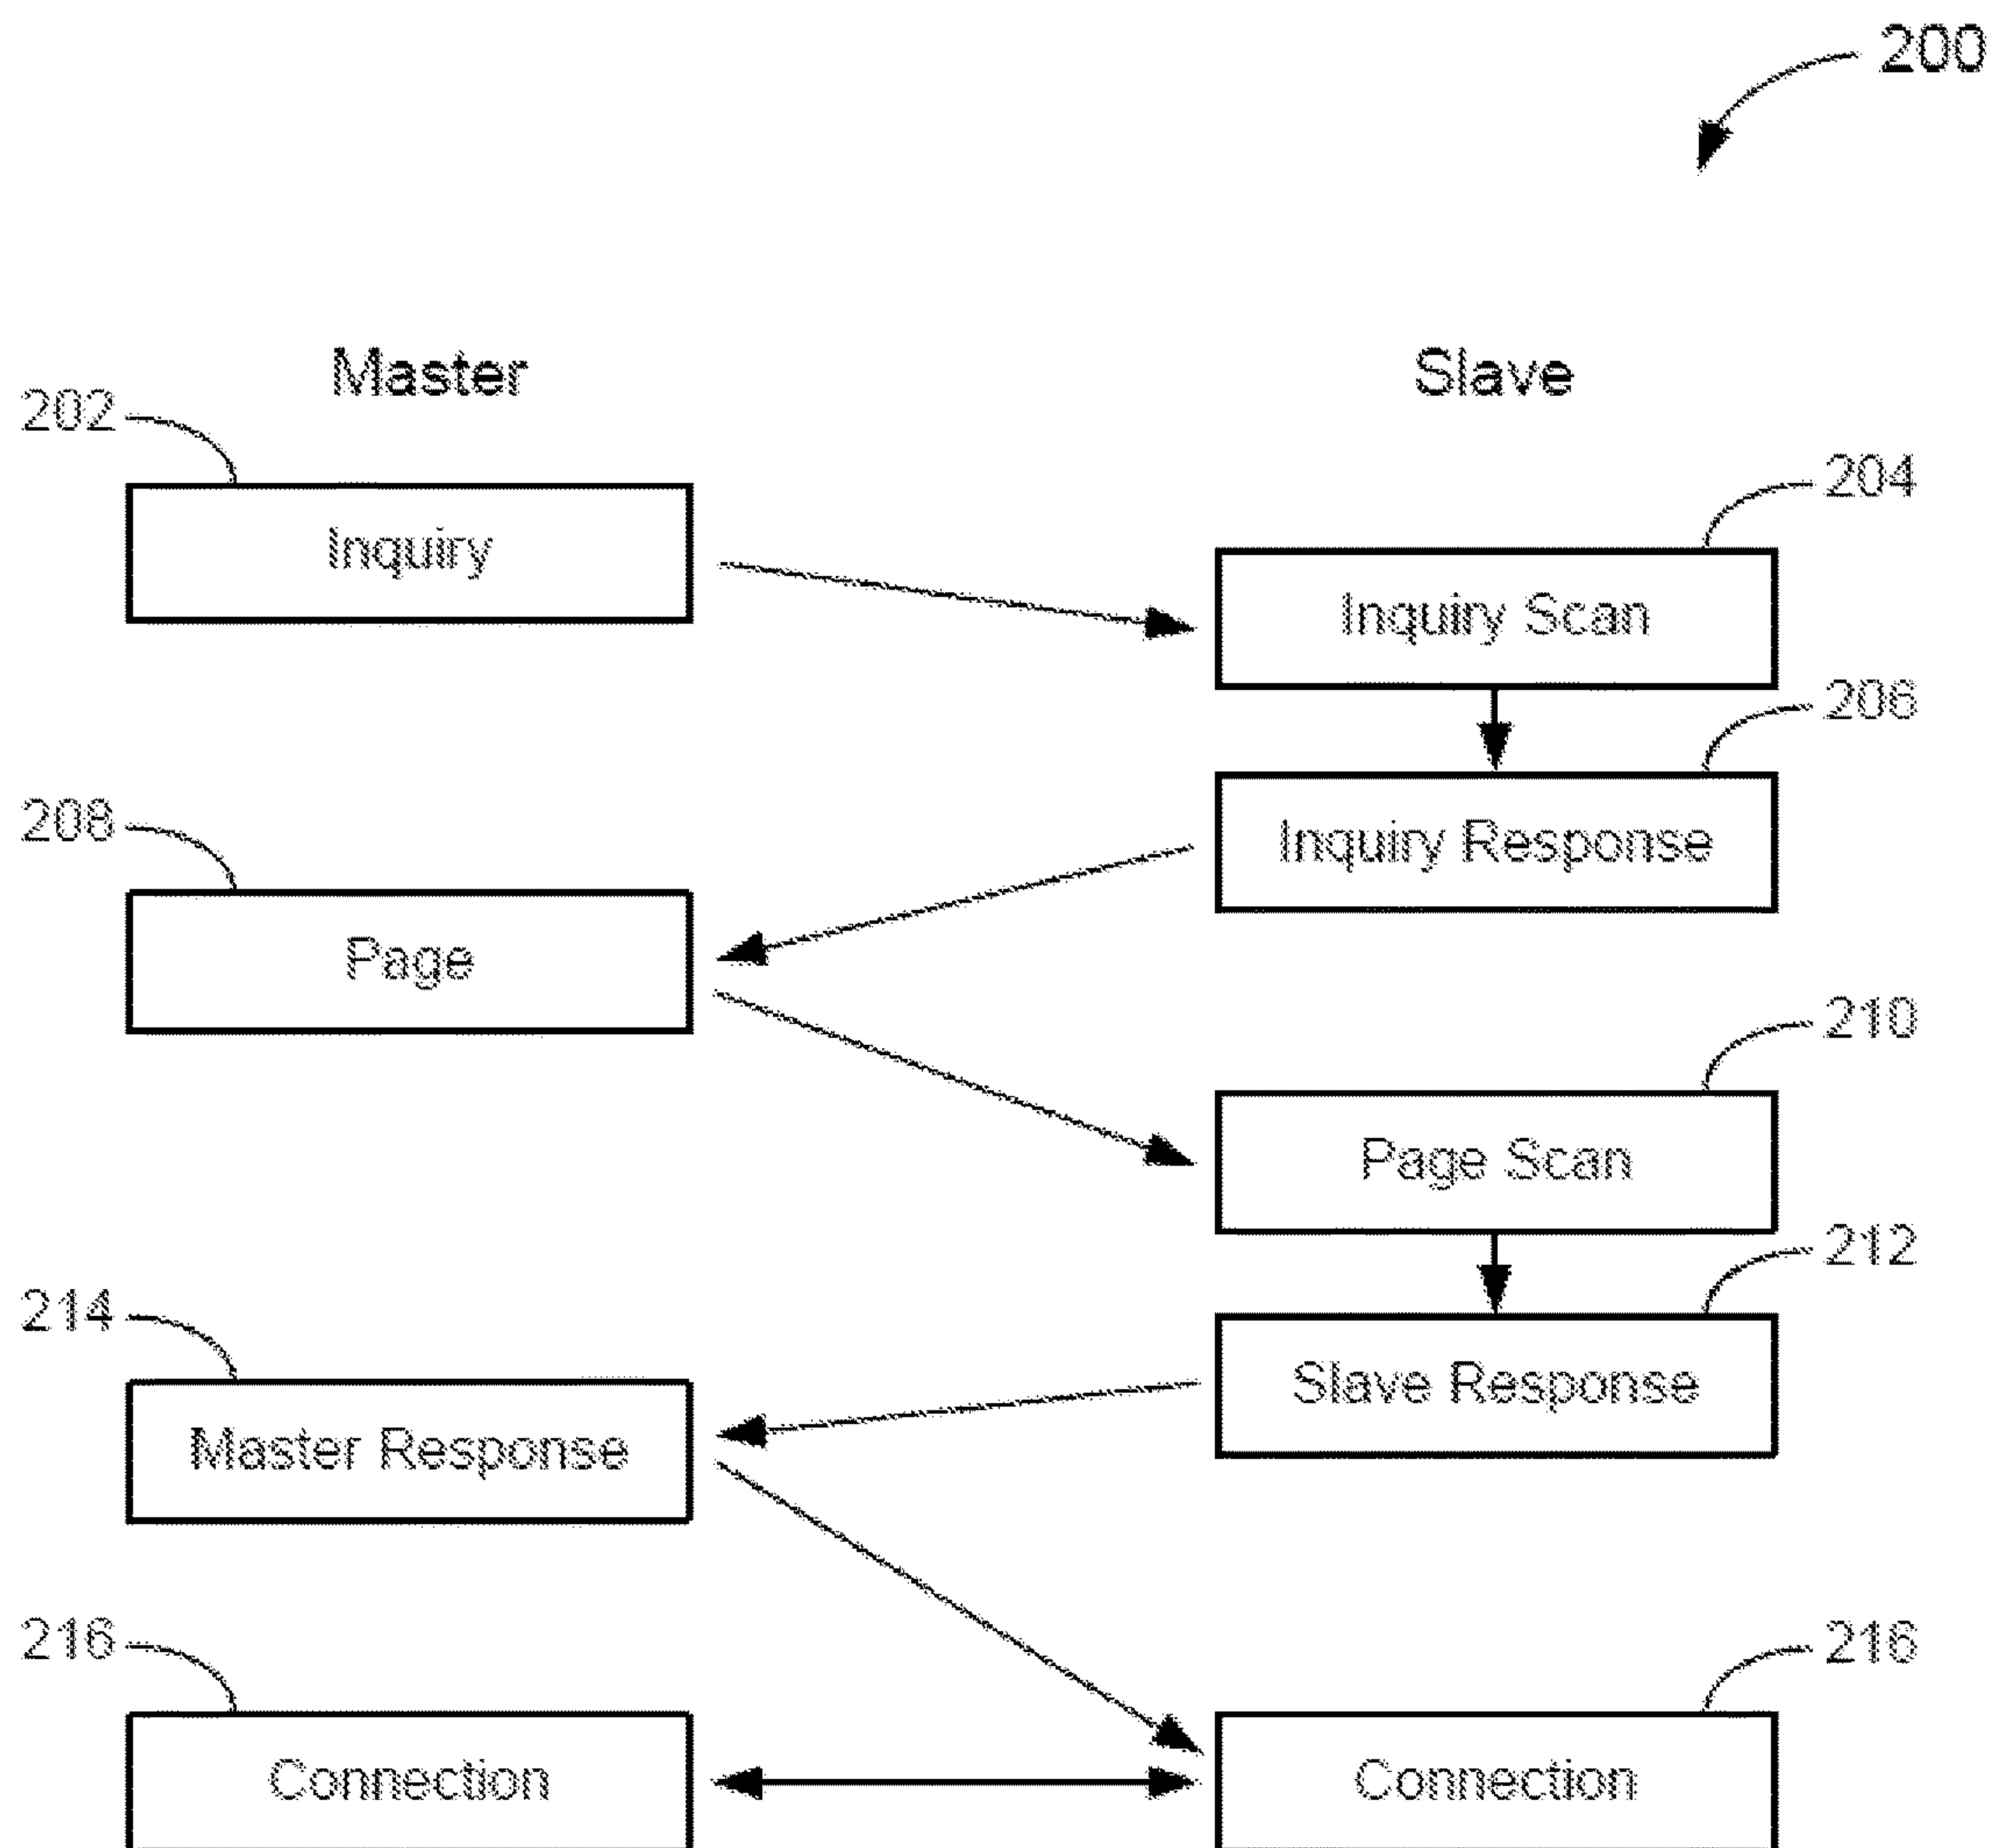 200
Master
Slave
202
204
Inquiry
Inquiry Scan
206
208
Inquiry Response
Page
210
Page Scan
212
214
Slave Response
Master Response
216
216
Connection
Connection